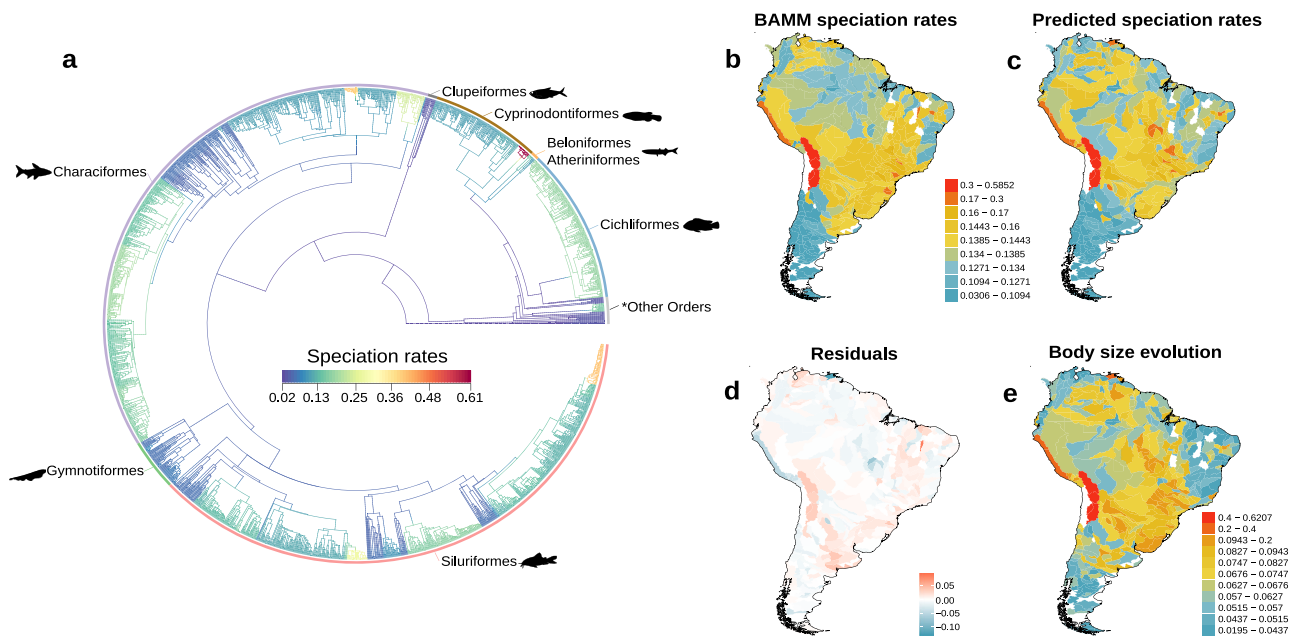 a
Clupeiformes
Cyprinodontiformes
Beloniformes
Atheriniformes
Characiformes
Cichliformes
*Other Orders
Speciation rates
0.02 0.13 0.25 0.36 0.48 0.61
Gymnotiformes
Siluriformes
BAMM speciation rates
b
0.3 – 0.5852
0.17 – 0.3
0.16 – 0.17
0.1443 – 0.16
0.1385 – 0.1443
0.134 – 0.1385
0.1271 – 0.134
0.1094 – 0.1271
0.0306 – 0.1094
Predicted speciation rates
c
Residuals
d
0.05
0.00
−0.05
−0.10
Body size evolution
e
0.4 – 0.6207
0.2 – 0.4
0.0943 – 0.2
0.0827 – 0.0943
0.0747 – 0.0827
0.0676 – 0.0747
0.0627 – 0.0676
0.057 – 0.0627
0.0515 – 0.057
0.0437 – 0.0515
0.0195 – 0.0437